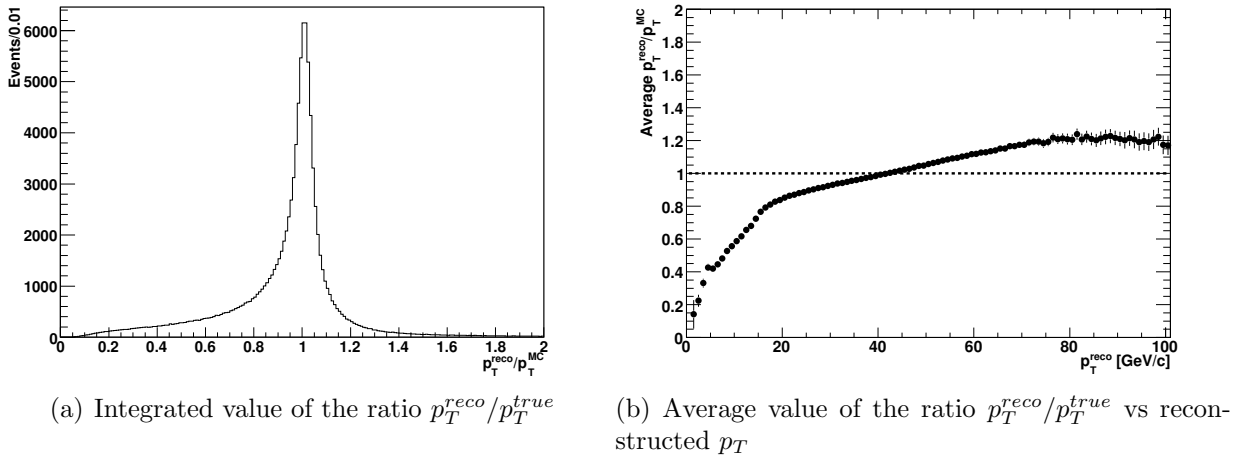 Events/0.01
6000
5000
4000
3000
2000
1000
0
0 0.2 0.4 0.6 0.8 1 1.2 1.4 1.6 1.8 2
p_T^reco/p_T^MC
Average p_T^reco/p_T^MC
2
1.8
1.6
1.4
1.2
1
0.8
0.6
0.4
0.2
0 20 40 60 80 100
p_T^reco [GeV/c]
(a) Integrated value of the ratio p_T^{reco}/p_T^{true}
(b) Average value of the ratio p_T^{reco}/p_T^{true} vs recon-
structed p_T